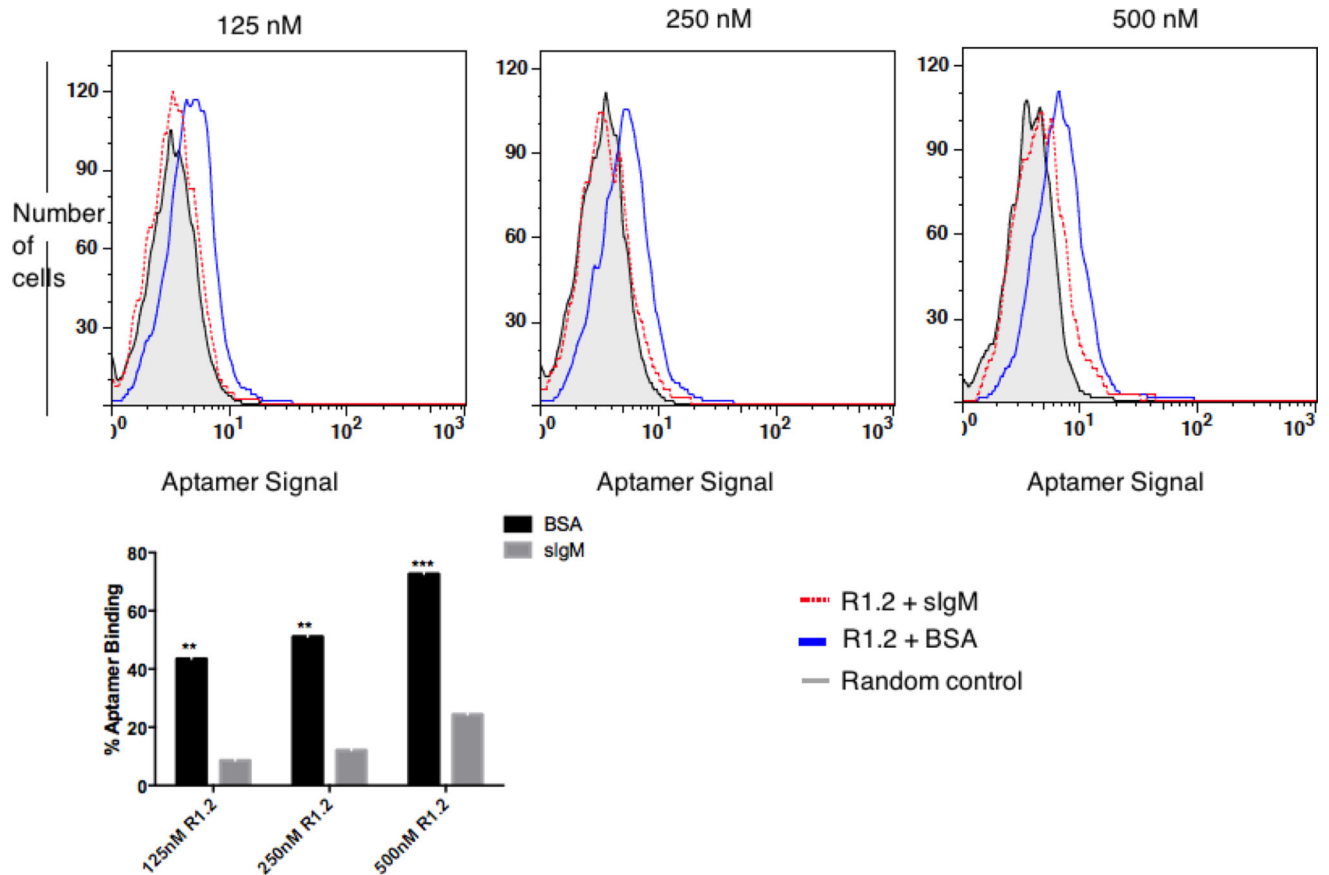 125 nM
250 nM
500 nM
120
90
60
30
Number
of
cells
120
90
60
30
120
90
60
30
)⁰ 10¹ 10² 10³
10⁰ 10¹ 10² 10³
)⁰ 10¹ 10² 10³
Aptamer Signal
Aptamer Signal
Aptamer Signal
BSA
sIgM
80
60
40
20
0
% Aptamer Binding
**
**
***
125nM R1.2
250nM R1.2
500nM R1.2
R1.2 + sIgM
R1.2 + BSA
Random control